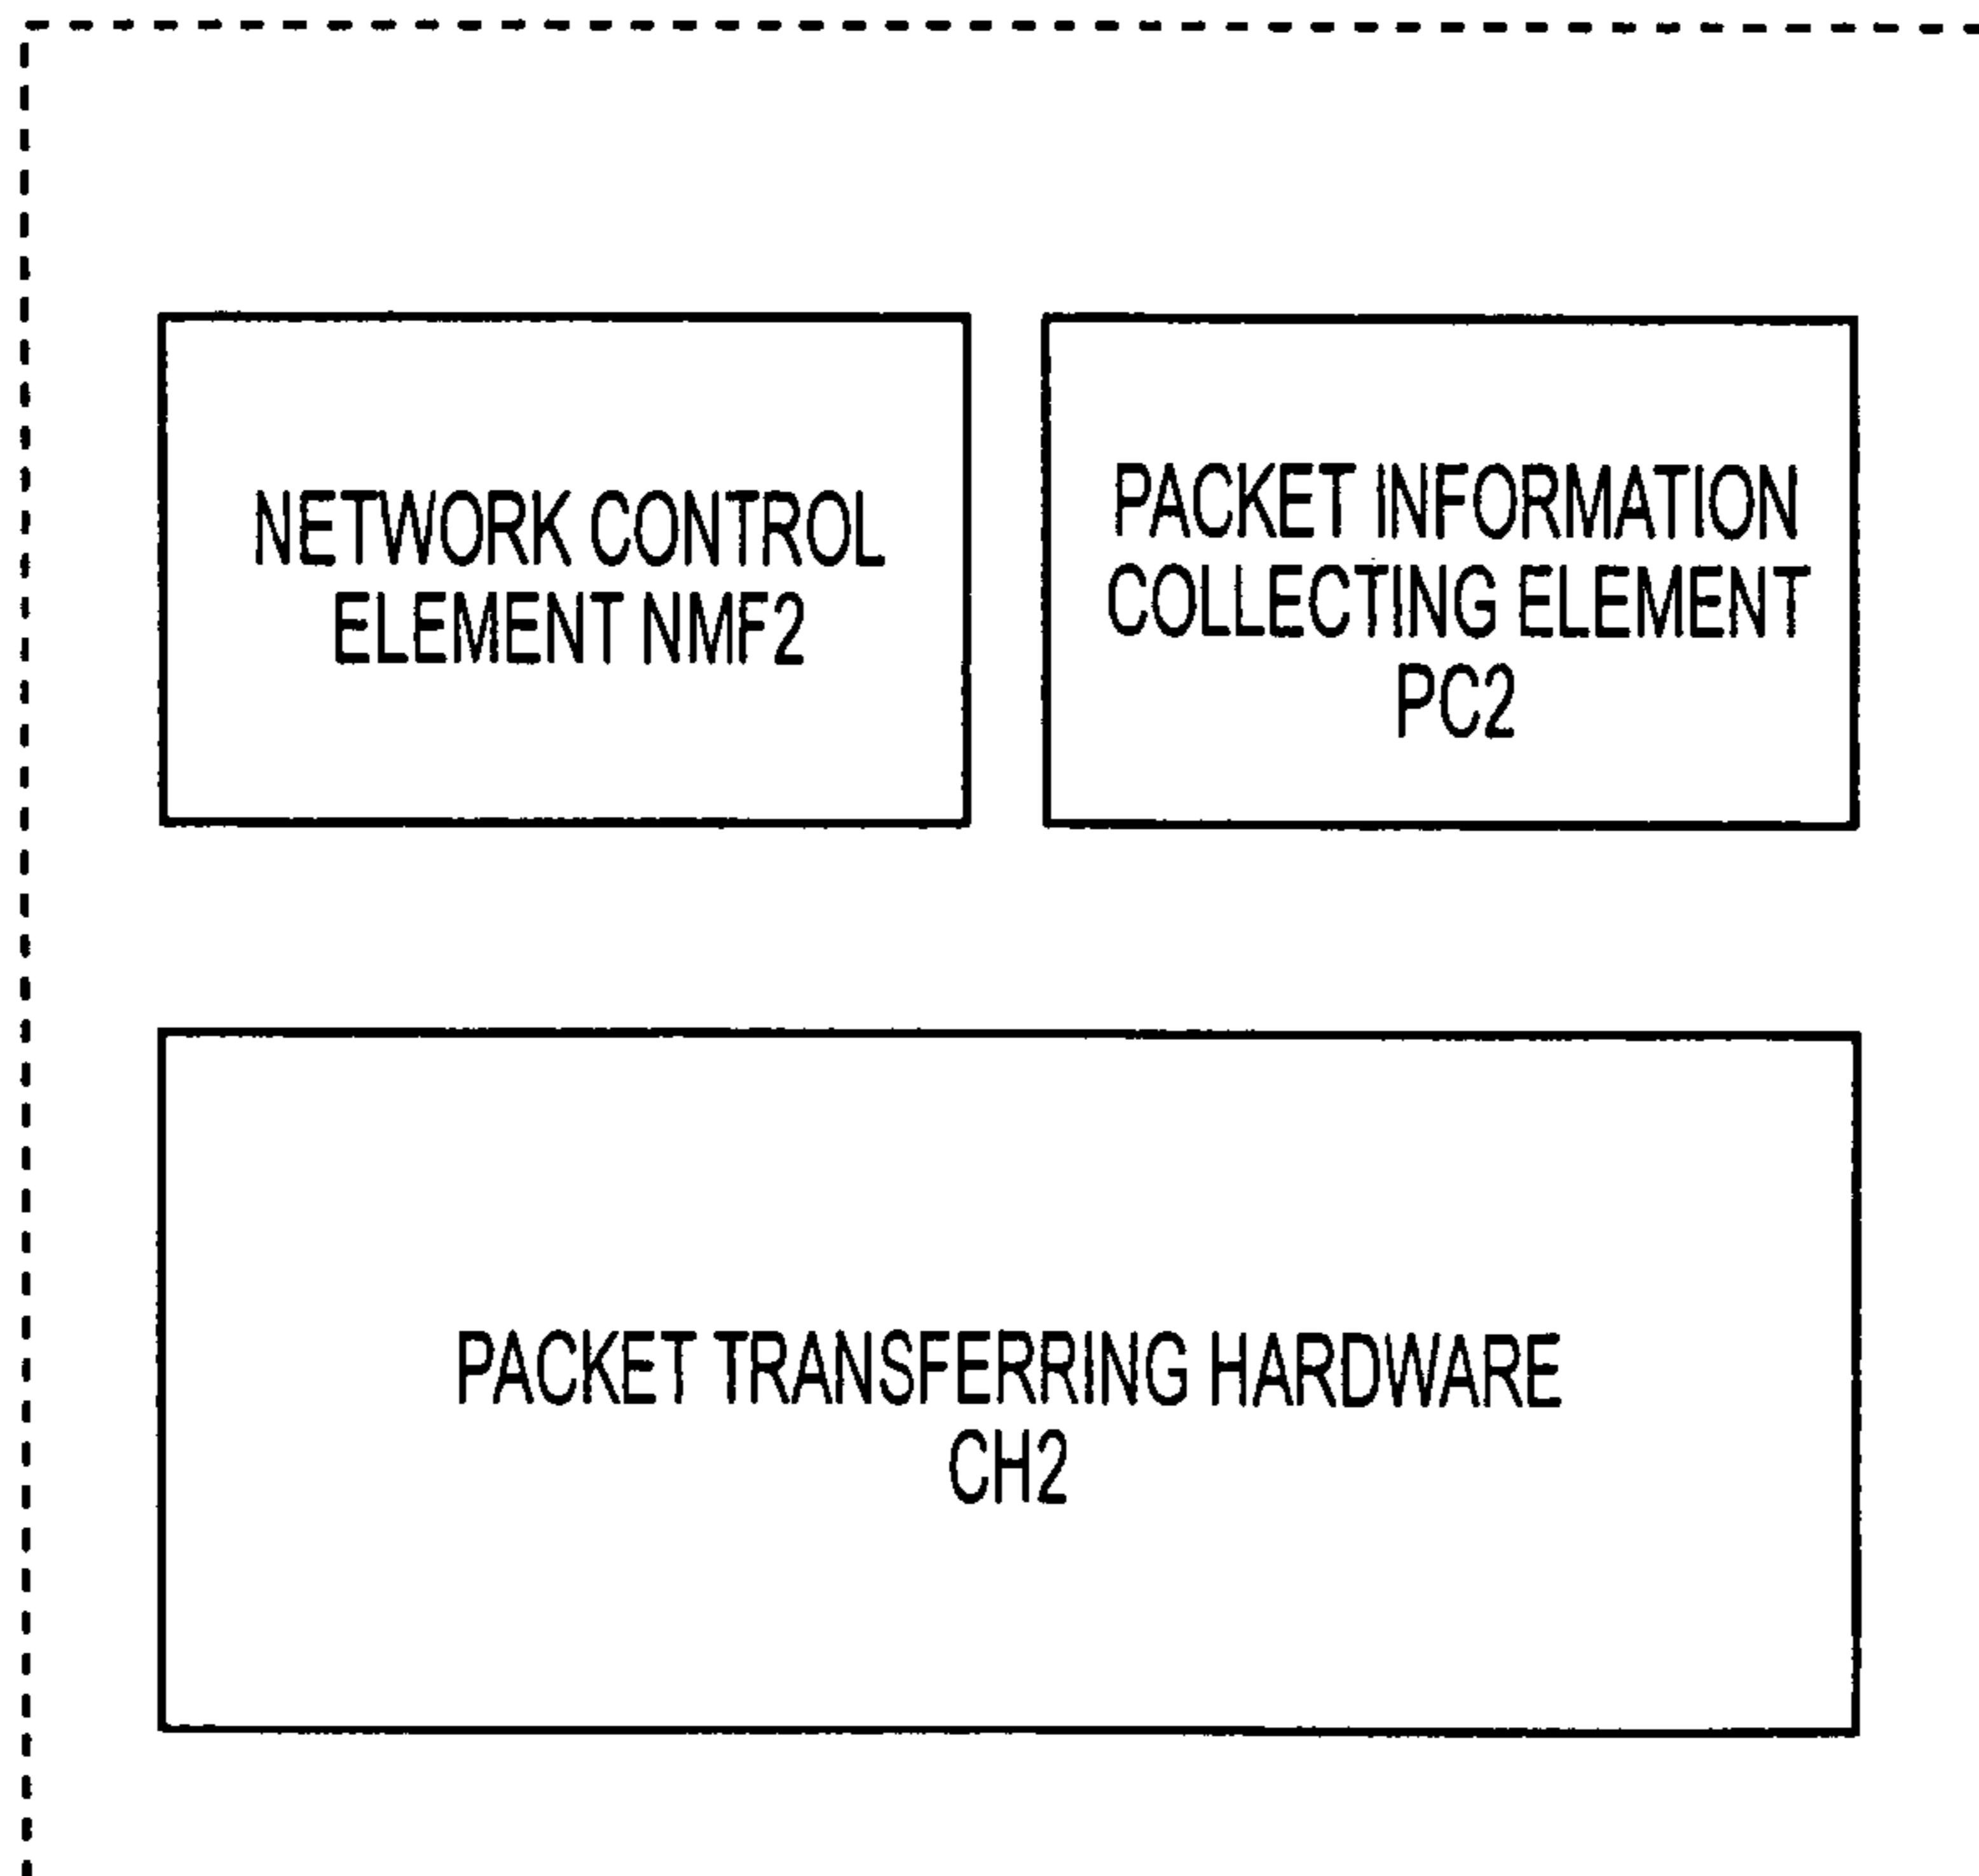 NETWORK CONTROL
ELEMENT NMF2
PACKET INFORMATION
COLLECTING ELEMENT
PC2
PACKET TRANSFERRING HARDWARE
CH2